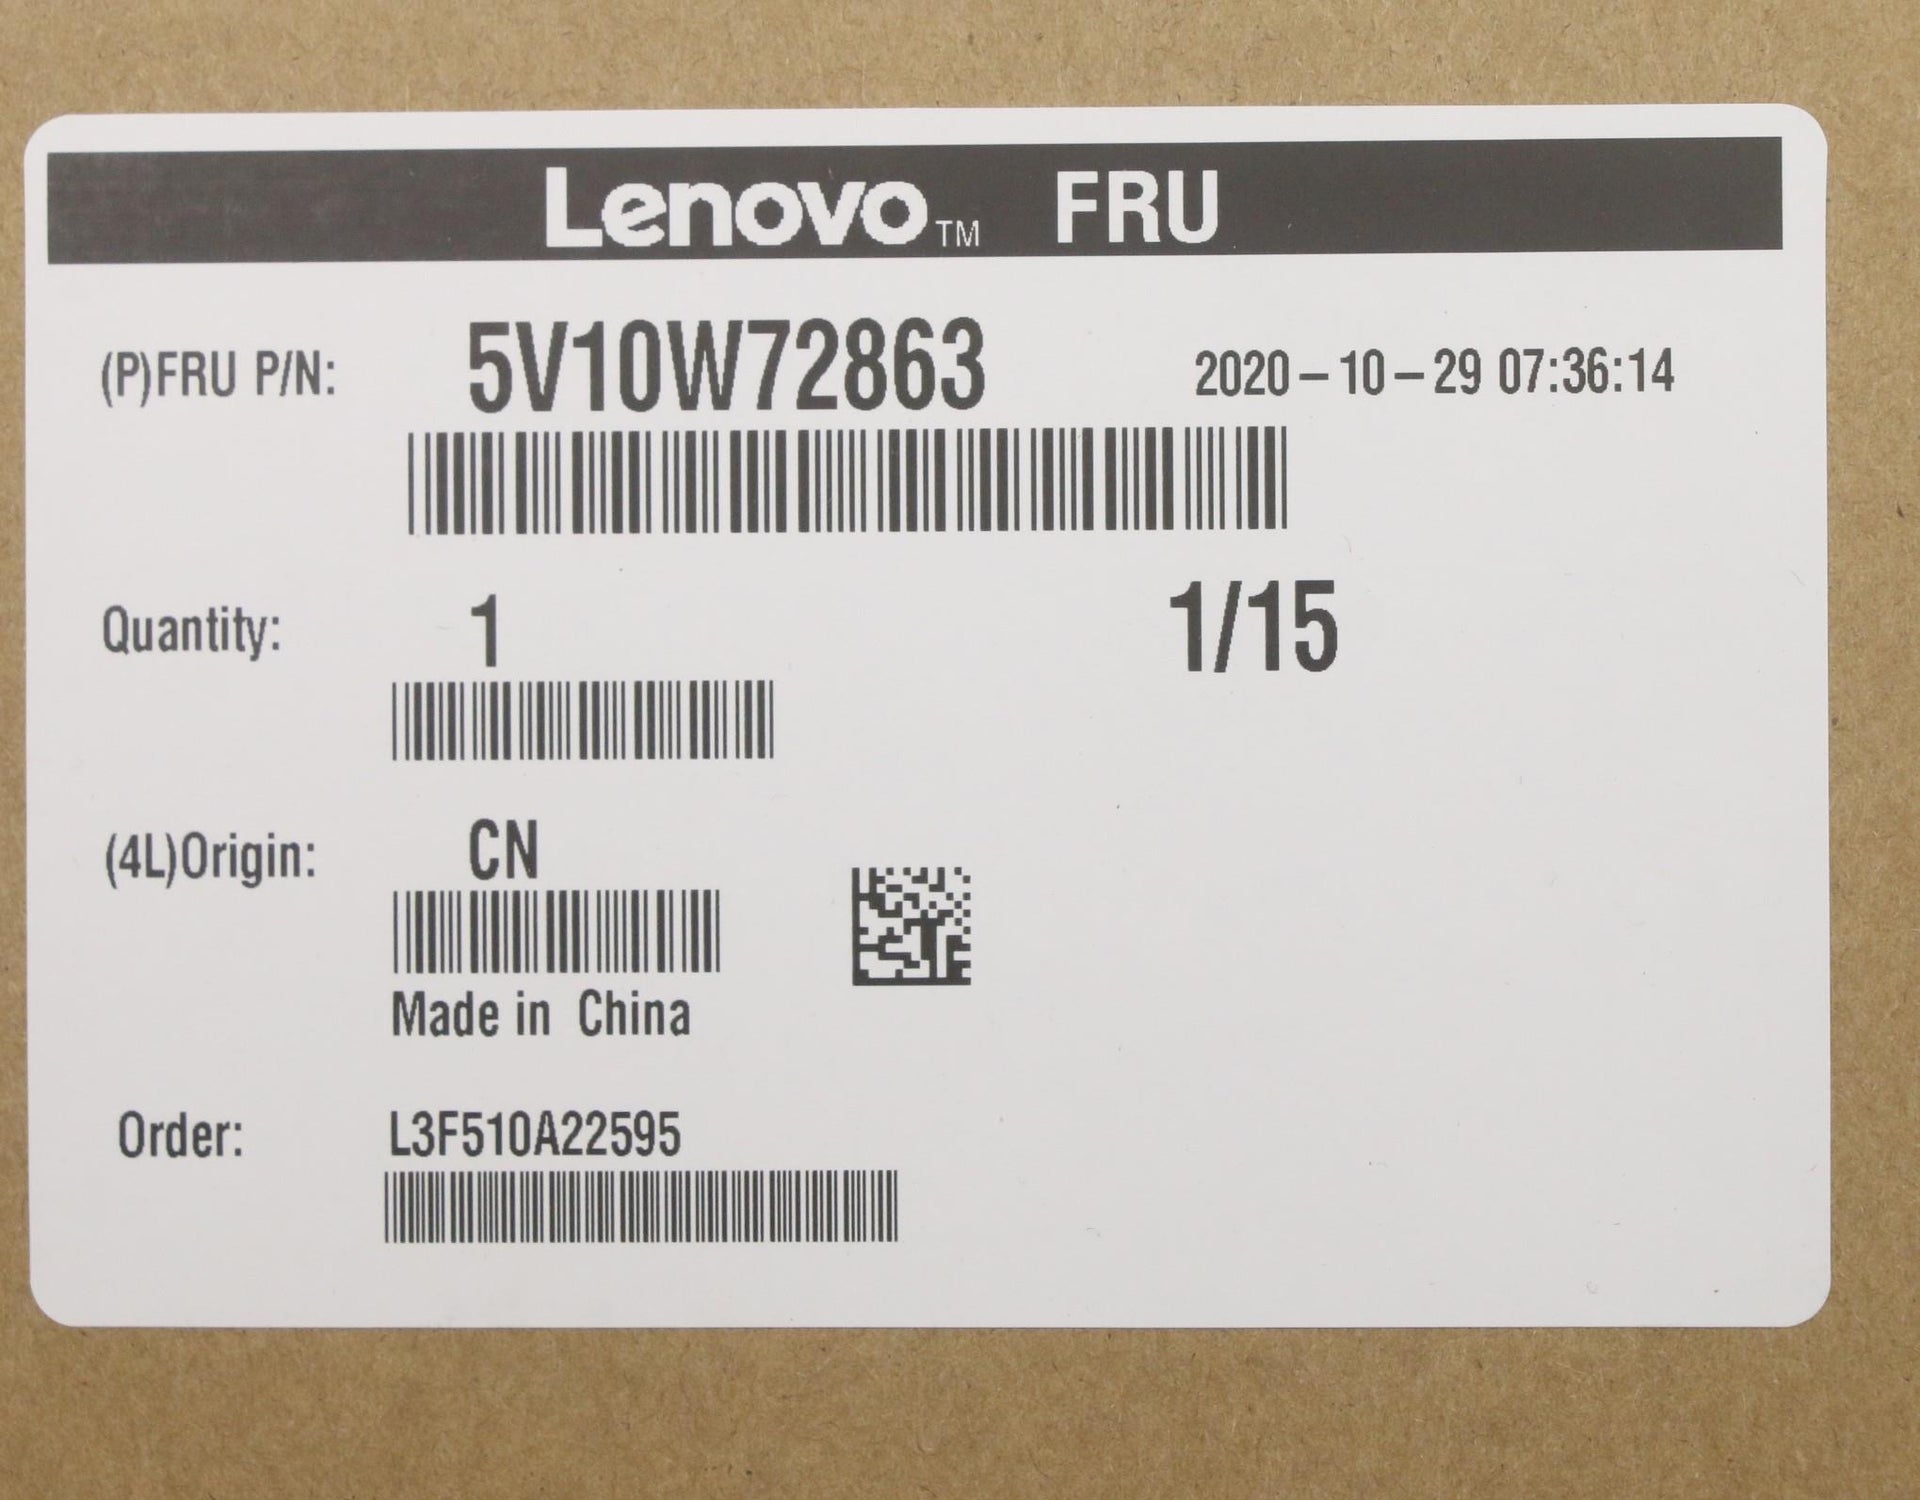 Lenovo™ FRU
(P)FRU P/N: 5V10W72863 2020-10-29 07:36:14
Quantity: 1 1/15
(4L)Origin: CN
Made in China
Order: L3F510A22595